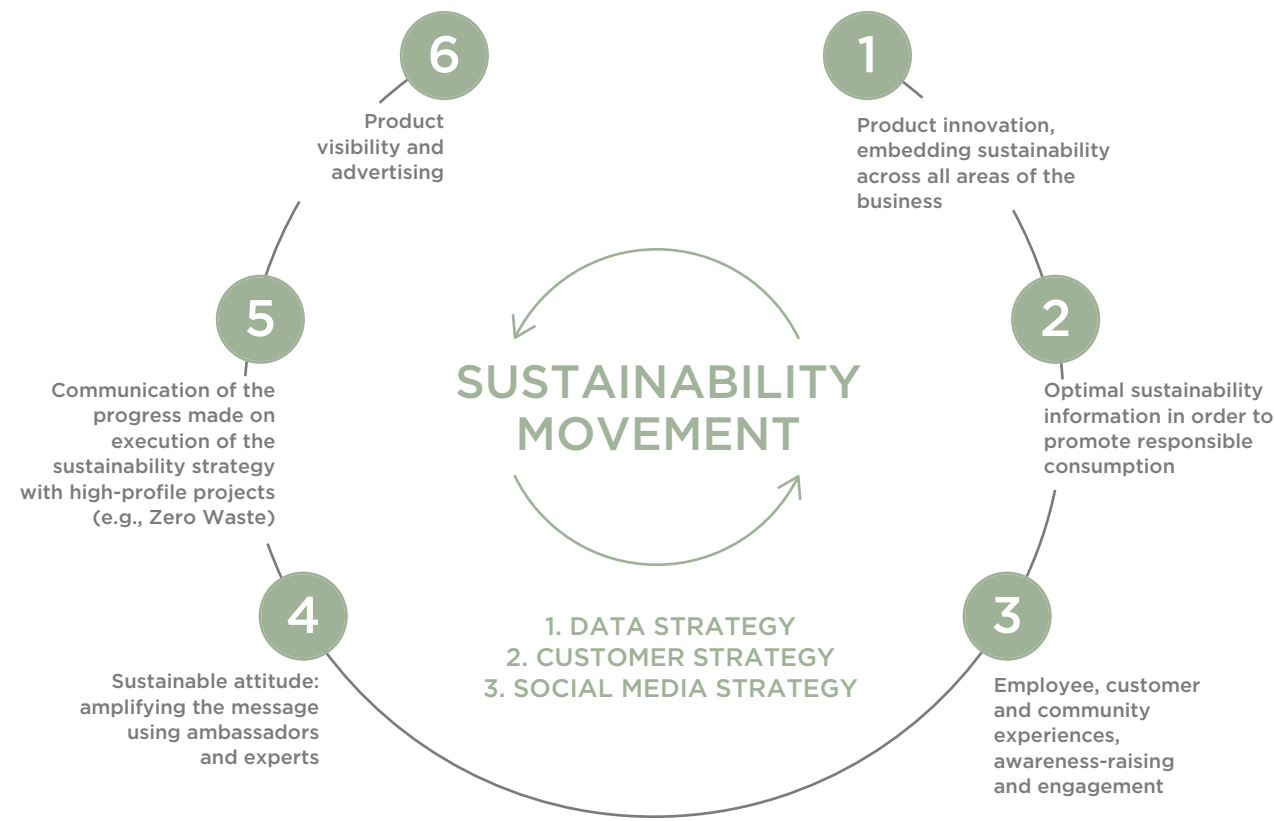 1
Product innovation,
embedding sustainability
across all areas of the
business
2
Optimal sustainability
information in order to
promote responsible
consumption
3
Employee, customer
and community
experiences,
awareness-raising
and engagement
4
Sustainable attitude:
amplifying the message
using ambassadors
and experts
5
Communication of the
progress made on
execution of the
sustainability strategy
with high-profile projects
(e.g., Zero Waste)
6
Product
visibility and
advertising
SUSTAINABILITY
MOVEMENT
1. DATA STRATEGY
2. CUSTOMER STRATEGY
3. SOCIAL MEDIA STRATEGY